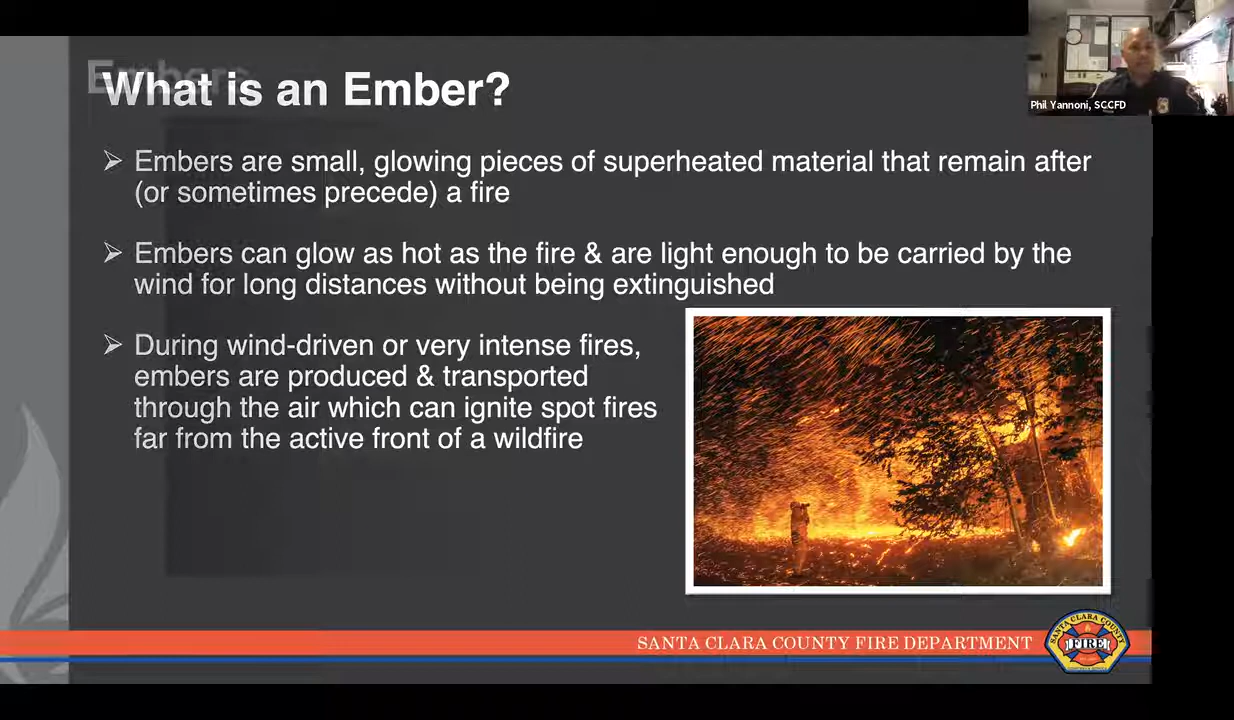 Embers
What is an Ember?
Phil Yannoni, SCCFD
➢ Embers are small, glowing pieces of superheated material that remain after
(or sometimes precede) a fire
➢ Embers can glow as hot as the fire & are light enough to be carried by the
wind for long distances without being extinguished
➢ During wind-driven or very intense fires,
embers are produced & transported
through the air which can ignite spot fires
far from the active front of a wildfire
SANTA CLARA COUNTY FIRE DEPARTMENT
SANTA CLARA COUNTY
FIRE